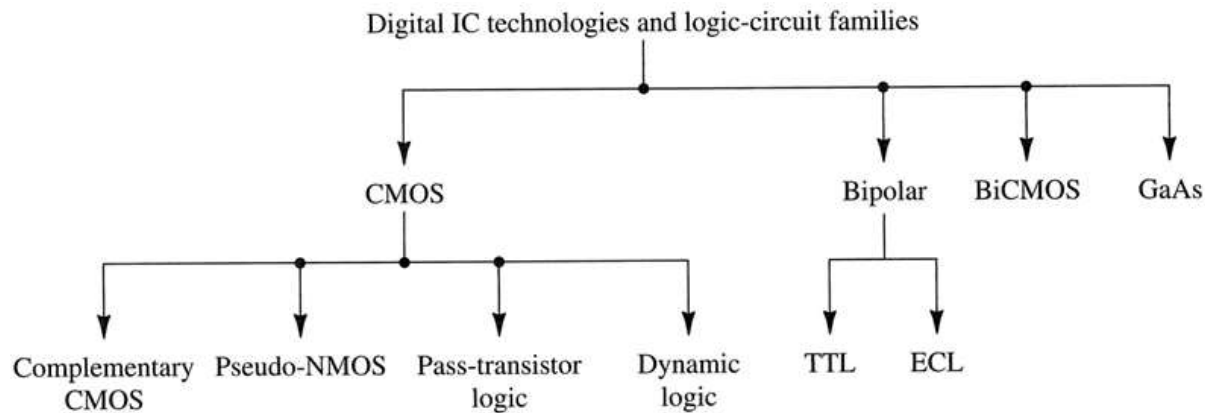 Digital IC technologies and logic-circuit families
CMOS
Bipolar
BiCMOS
GaAs
Complementary
CMOS
Pseudo-NMOS
Pass-transistor
logic
Dynamic
logic
TTL
ECL